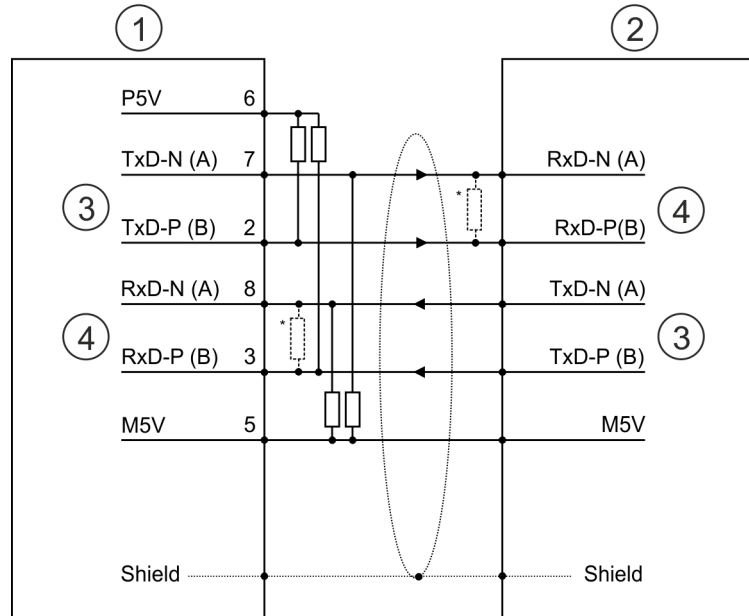 1 2
P5V 6
TxD-N (A) 7 RxD-N (A)
3 * 4
TxD-P (B) 2 RxD-P(B)
RxD-N (A) 8 TxD-N (A)
4 * 3
RxD-P (B) 3 TxD-P (B)
M5V 5 M5V
Shield Shield